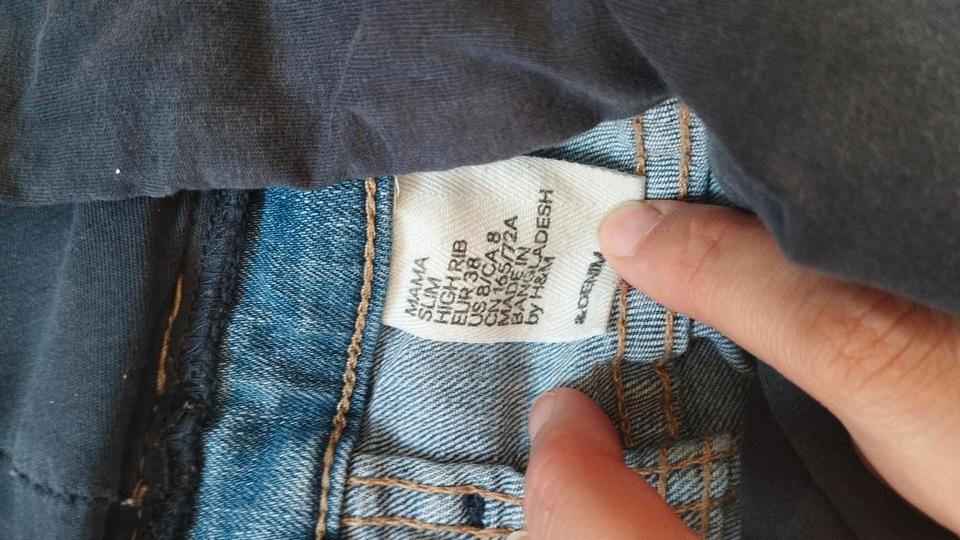 MAMA
SLIM
HIGH RIB
EUR 38
US 8/CA 8
CN 165/72A
MADE IN
BANGLADESH
by H&M
&DENIM